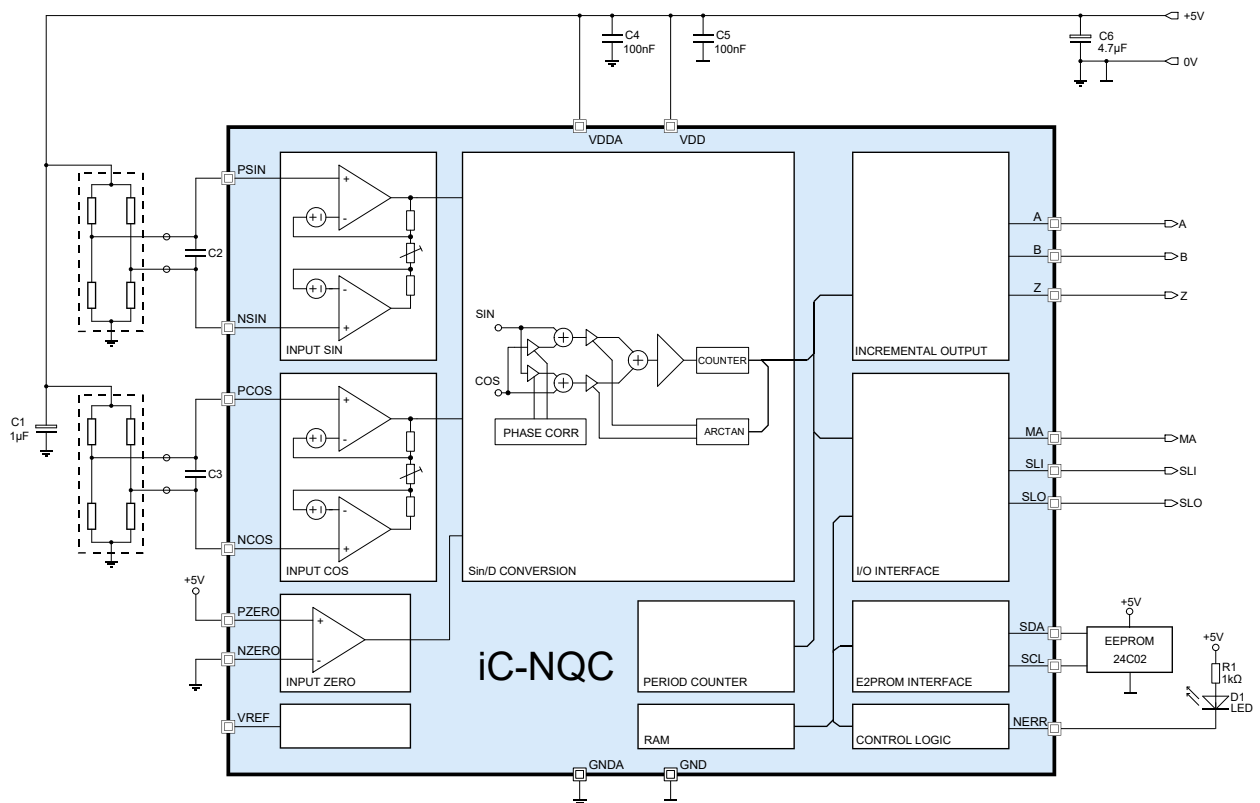 +5V
C4
100nF
C5
100nF
C6
4.7µF
0V
VDDA
VDD
PSIN
C2
NSIN
INPUT SIN
SIN
COS
COUNTER
PHASE CORR
ARCTAN
Sin/D CONVERSION
A
A
B
B
Z
Z
INCREMENTAL OUTPUT
PCOS
C1
1µF
C3
NCOS
INPUT COS
MA
MA
SLI
SLI
SLO
SLO
I/O INTERFACE
+5V
PZERO
NZERO
INPUT ZERO
iC-NQC
PERIOD COUNTER
SDA
SCL
E2PROM INTERFACE
+5V
EEPROM
24C02
+5V
R1
1kΩ
D1
LED
VREF
RAM
CONTROL LOGIC
NERR
GNDA
GND